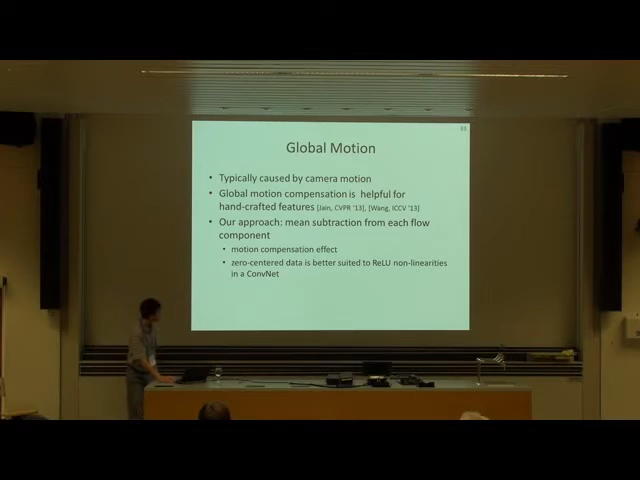 Global Motion
• Typically caused by camera motion
• Global motion compensation is helpful for
hand-crafted features [Jain, CVPR '13], [Wang, ICCV '13]
• Our approach: mean subtraction from each flow
component
• motion compensation effect
• zero-centered data is better suited to ReLU non-linearities
in a ConvNet